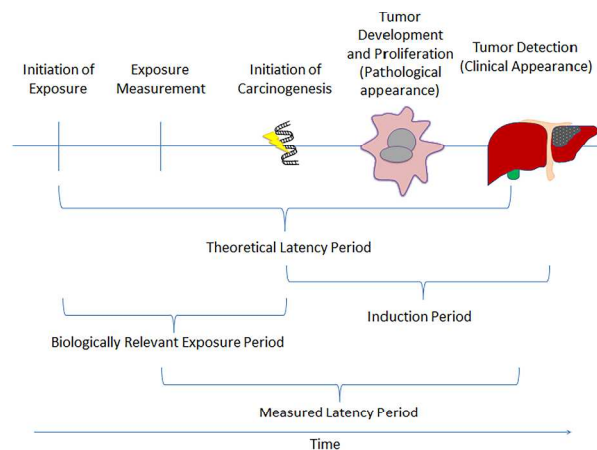 Initiation of
Exposure
Exposure
Measurement
Initiation of
Carcinogenesis
Tumor
Development
and Proliferation
(Pathological
appearance)
Tumor Detection
(Clinical Appearance)
Theoretical Latency Period
Induction Period
Biologically Relevant Exposure Period
Measured Latency Period
Time